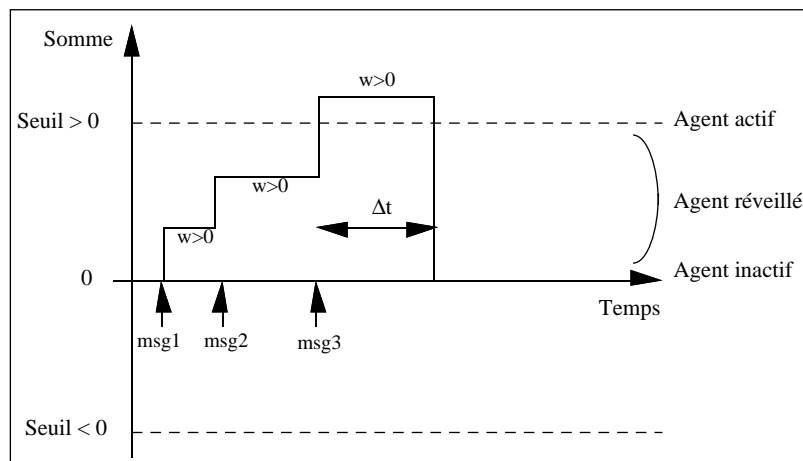 Somme
w>0
Seuil > 0
Agent actif
w>0
Agent réveillé
Δt
w>0
0
Agent inactif
Temps
msg1
msg2
msg3
Seuil < 0